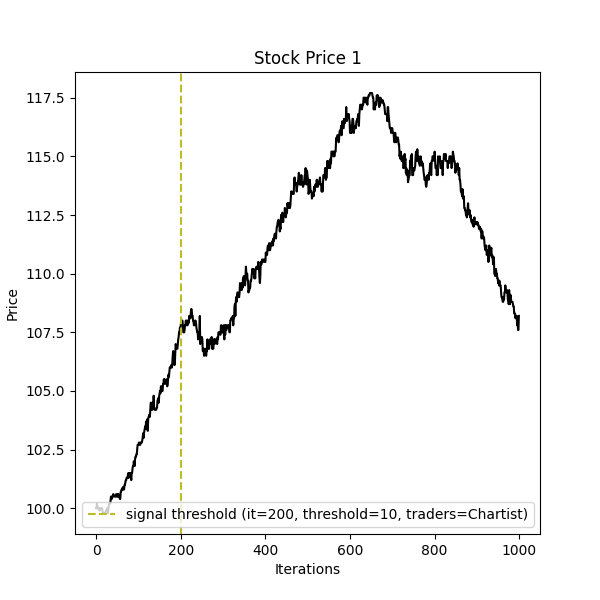 Stock Price 1
117.5
115.0
112.5
110.0
107.5
105.0
102.5
100.0
Price
signal threshold (it=200, threshold=10, traders=Chartist)
0 200 400 600 800 1000
Iterations